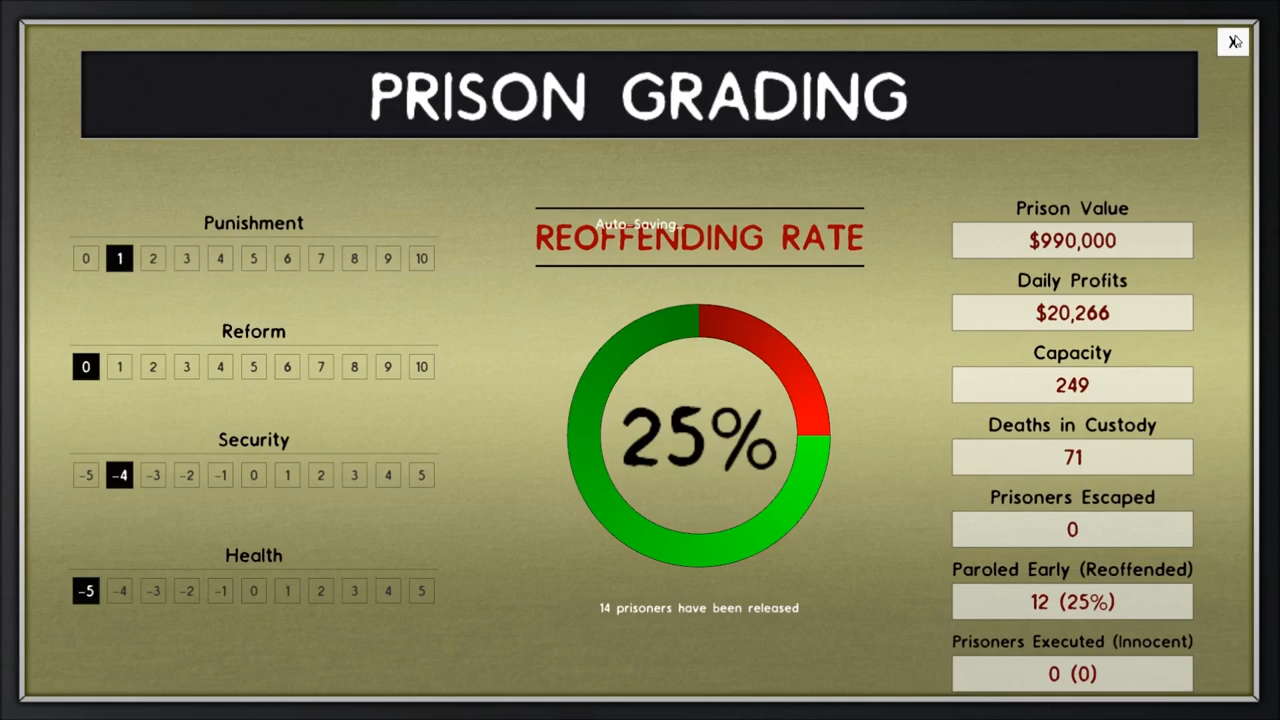 X
PRISON GRADING
Punishment
0 1 2 3 4 5 6 7 8 9 10
Reform
0 1 2 3 4 5 6 7 8 9 10
Security
-5 -4 -3 -2 -1 0 1 2 3 4 5
Health
-5 -4 -3 -2 -1 0 1 2 3 4 5
Auto-Saving...
REOFFENDING RATE
25%
14 prisoners have been released
Prison Value
$990,000
Daily Profits
$20,266
Capacity
249
Deaths in Custody
71
Prisoners Escaped
0
Paroled Early (Reoffended)
12 (25%)
Prisoners Executed (Innocent)
0 (0)